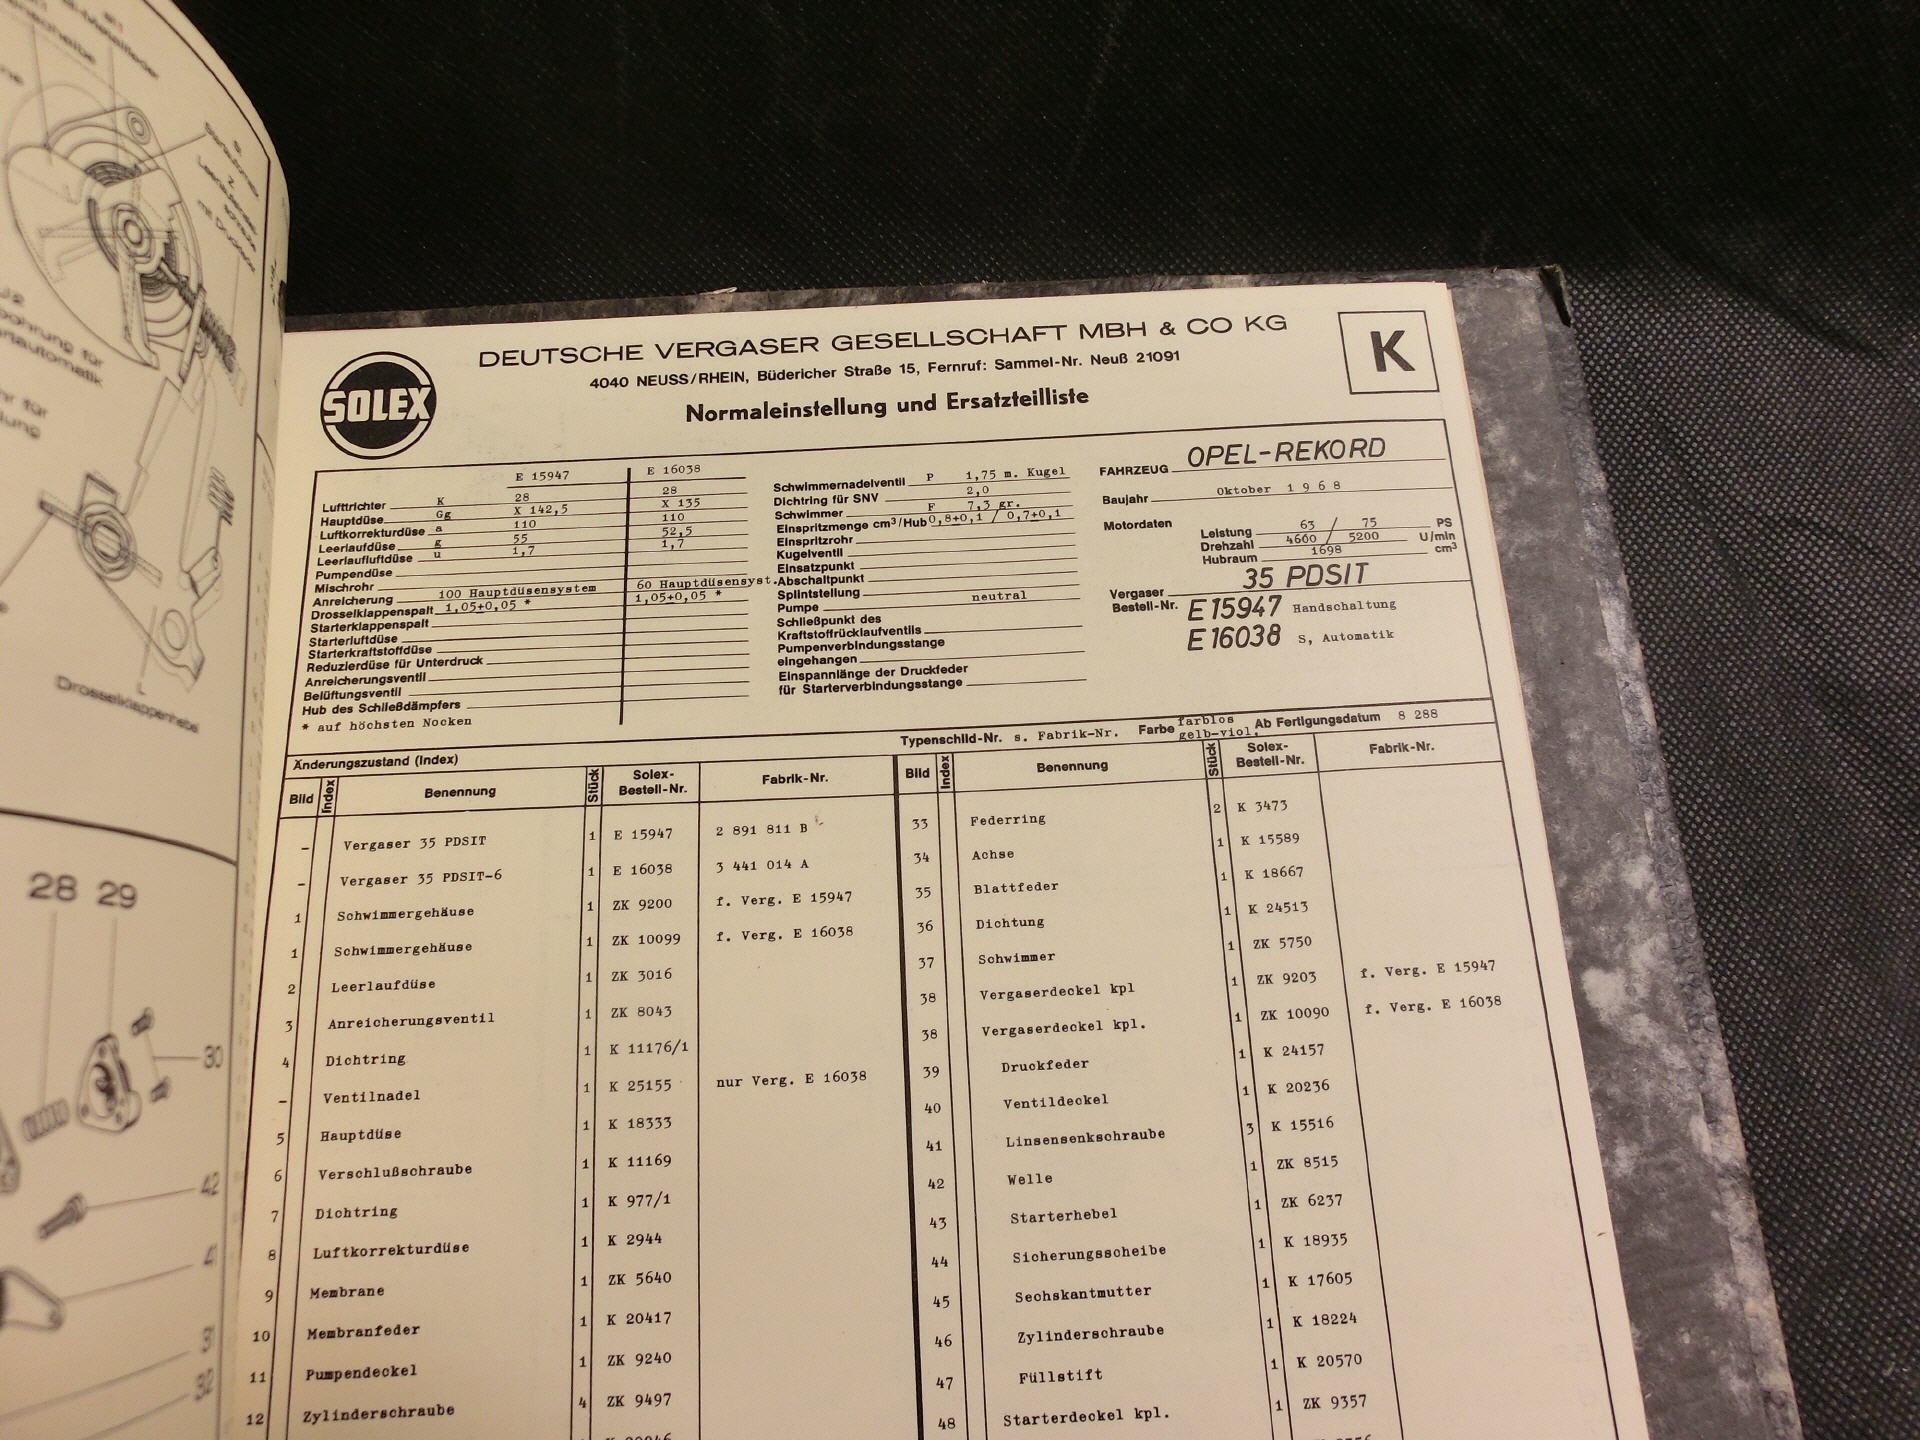 Drosselklappenhebel
28 29
30
42
41
31
32
SOLEX
DEUTSCHE VERGASER GESELLSCHAFT MBH & CO KG
4040 NEUSS/RHEIN, Büdericher Straße 15, Fernruf: Sammel-Nr. Neuß 21091
Normaleinstellung und Ersatzteilliste
K
E 15947 E 16038
Lufttrichter K 28 28
Hauptdüse Gg X 142,5 X 135
Luftkorrekturdüse a 110 110
Leerlaufdüse g 55 52,5
Leerlaufluftdüse u 1,7 1,7
Pumpendüse
Mischrohr
Anreicherung 100 Hauptdüsensystem 60 Hauptdüsensyst.
Drosselklappenspalt 1,05+0,05 * 1,05+0,05 *
Starterklappenspalt
Starterluftdüse
Starterkraftstoffdüse
Reduzierdüse für Unterdruck
Anreicherungsventil
Belüftungsventil
Hub des Schließdämpfers
* auf höchsten Nocken
Schwimmernadelventil P 1,75 m. Kugel
Dichtring für SNV 2,0
Schwimmer F 7,3 gr.
Einspritzmenge cm³/Hub 0,8+0,1 / 0,7+0,1
Einspritzrohr
Kugelventil
Einsatzpunkt
Abschaltpunkt
Splintstellung neutral
Pumpe
Schließpunkt des
Kraftstoffrücklaufventils
Pumpenverbindungsstange
eingehangen
Einspannlänge der Druckfeder
für Starterverbindungsstange
FAHRZEUG OPEL-REKORD
Baujahr Oktober 1968
Motordaten
Leistung 63 / 75 PS
Drehzahl 4600 / 5200 U/min
Hubraum 1698 cm³
Vergaser 35 PDSIT
Bestell-Nr. E 15947 Handschaltung
E 16038 S, Automatik
Typenschild-Nr. s. Fabrik-Nr. Farbe farblos gelb-viol. Ab Fertigungsdatum 8 288
Änderungszustand (Index)
Bild Index Benennung Stück Solex-Bestell-Nr. Fabrik-Nr.
- Vergaser 35 PDSIT 1 E 15947 2 891 811 B
- Vergaser 35 PDSIT-6 1 E 16038 3 441 014 A
1 Schwimmergehäuse 1 ZK 9200 f. Verg. E 15947
1 Schwimmergehäuse 1 ZK 10099 f. Verg. E 16038
2 Leerlaufdüse 1 ZK 3016
3 Anreicherungsventil 1 ZK 8043
4 Dichtring 1 K 11176/1
- Ventilnadel 1 K 25155 nur Verg. E 16038
5 Hauptdüse 1 K 18333
6 Verschlußschraube 1 K 11169
7 Dichtring 1 K 977/1
8 Luftkorrekturdüse 1 K 2944
9 Membrane 1 ZK 5640
10 Membranfeder 1 K 20417
11 Pumpendeckel 1 ZK 9240
12 Zylinderschraube 4 ZK 9497
Bild Index Benennung Stück Solex-Bestell-Nr. Fabrik-Nr.
33 Federring 2 K 3473
34 Achse 1 K 15589
35 Blattfeder 1 K 18667
36 Dichtung 1 K 24513
37 Schwimmer 1 ZK 5750
38 Vergaserdeckel kpl 1 ZK 9203 f. Verg. E 15947
38 Vergaserdeckel kpl. 1 ZK 10090 f. Verg. E 16038
39 Druckfeder 1 K 24157
40 Ventildeckel 1 K 20236
41 Linsensenkschraube 3 K 15516
42 Welle 1 ZK 8515
43 Starterhebel 1 ZK 6237
44 Sicherungsscheibe 1 K 18935
45 Sechskantmutter 1 K 17605
46 Zylinderschraube 1 K 18224
47 Füllstift 1 K 20570
48 Starterdeckel kpl. 1 ZK 9357